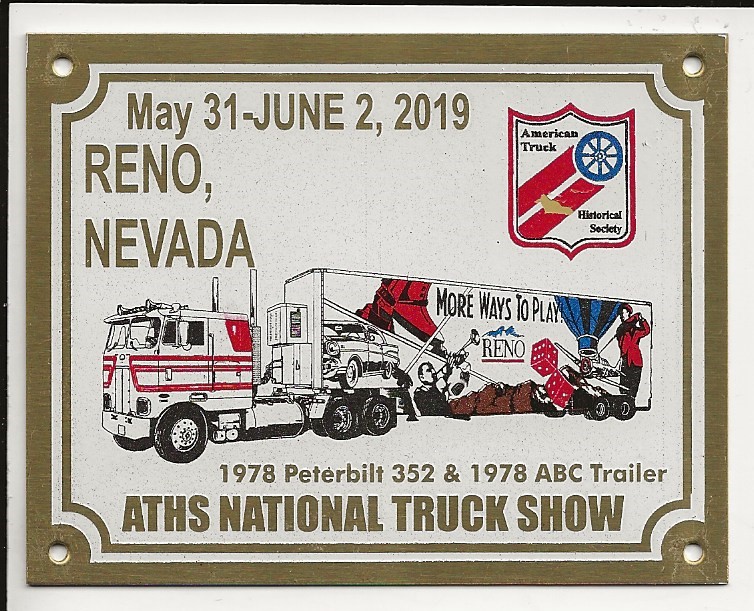 May 31-JUNE 2, 2019
RENO,
NEVADA
American
Truck
Historical
Society
MORE WAYS TO PLAY!
RENO
1978 Peterbilt 352 & 1978 ABC Trailer
ATHS NATIONAL TRUCK SHOW